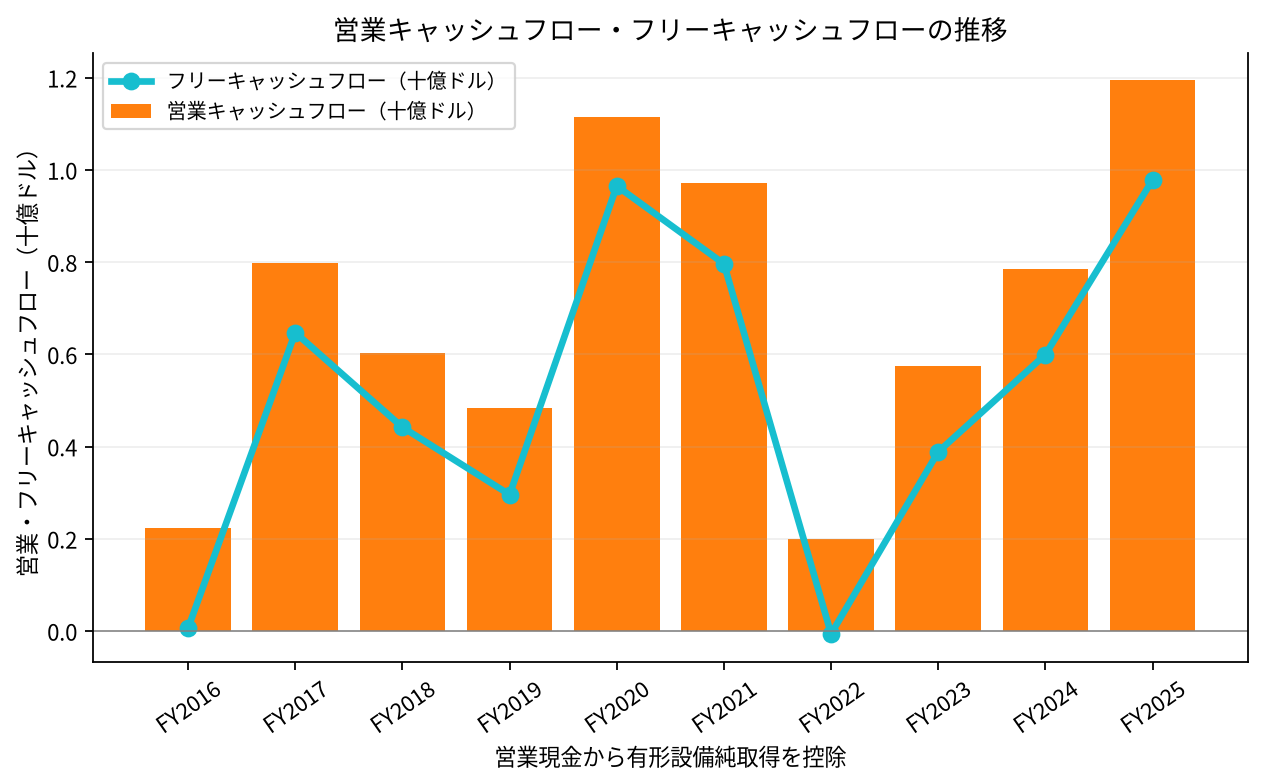 営業キャッシュフロー・フリーキャッシュフローの推移
フリーキャッシュフロー（十億ドル）
営業キャッシュフロー（十億ドル）
営業・フリーキャッシュフロー（十億ドル）
1.2
1.0
0.8
0.6
0.4
0.2
0.0
FY2016
FY2017
FY2018
FY2019
FY2020
FY2021
FY2022
FY2023
FY2024
FY2025
営業現金から有形設備純取得を控除